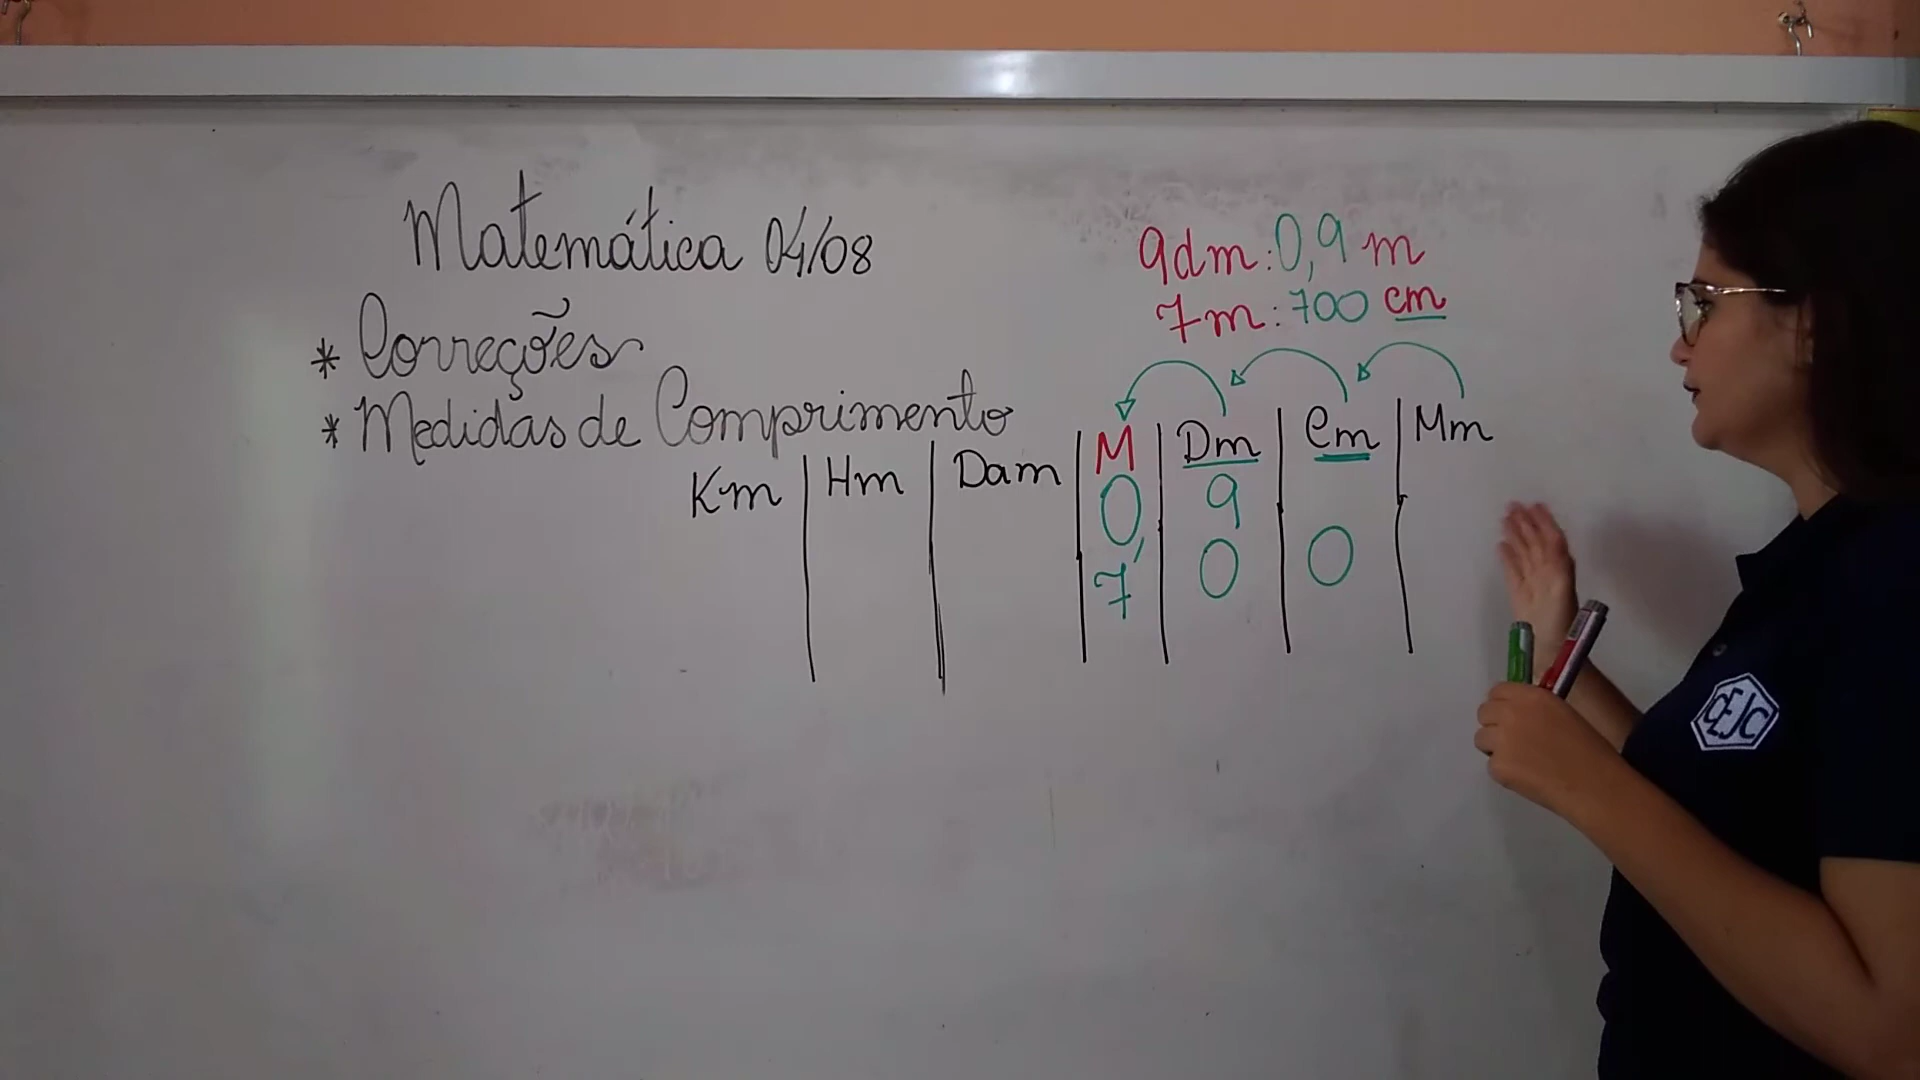 Matemática 04/08
* Correções
* Medidas de Comprimento
9dm: 0,9 m
7m: 700 cm
Km | Hm | Dam | M | Dm | Cm | Mm
0, 9
7, 0 0
CEJC